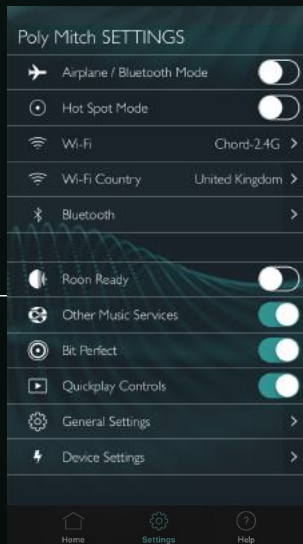 Poly Mitch SETTINGS
Airplane / Bluetooth Mode
Hot Spot Mode
Wi-Fi Chord-2.4G >
Wi-Fi Country United Kingdom >
Bluetooth >
Roon Ready
Other Music Services
Bit Perfect
Quickplay Controls
General Settings >
Device Settings >
Home Settings Help